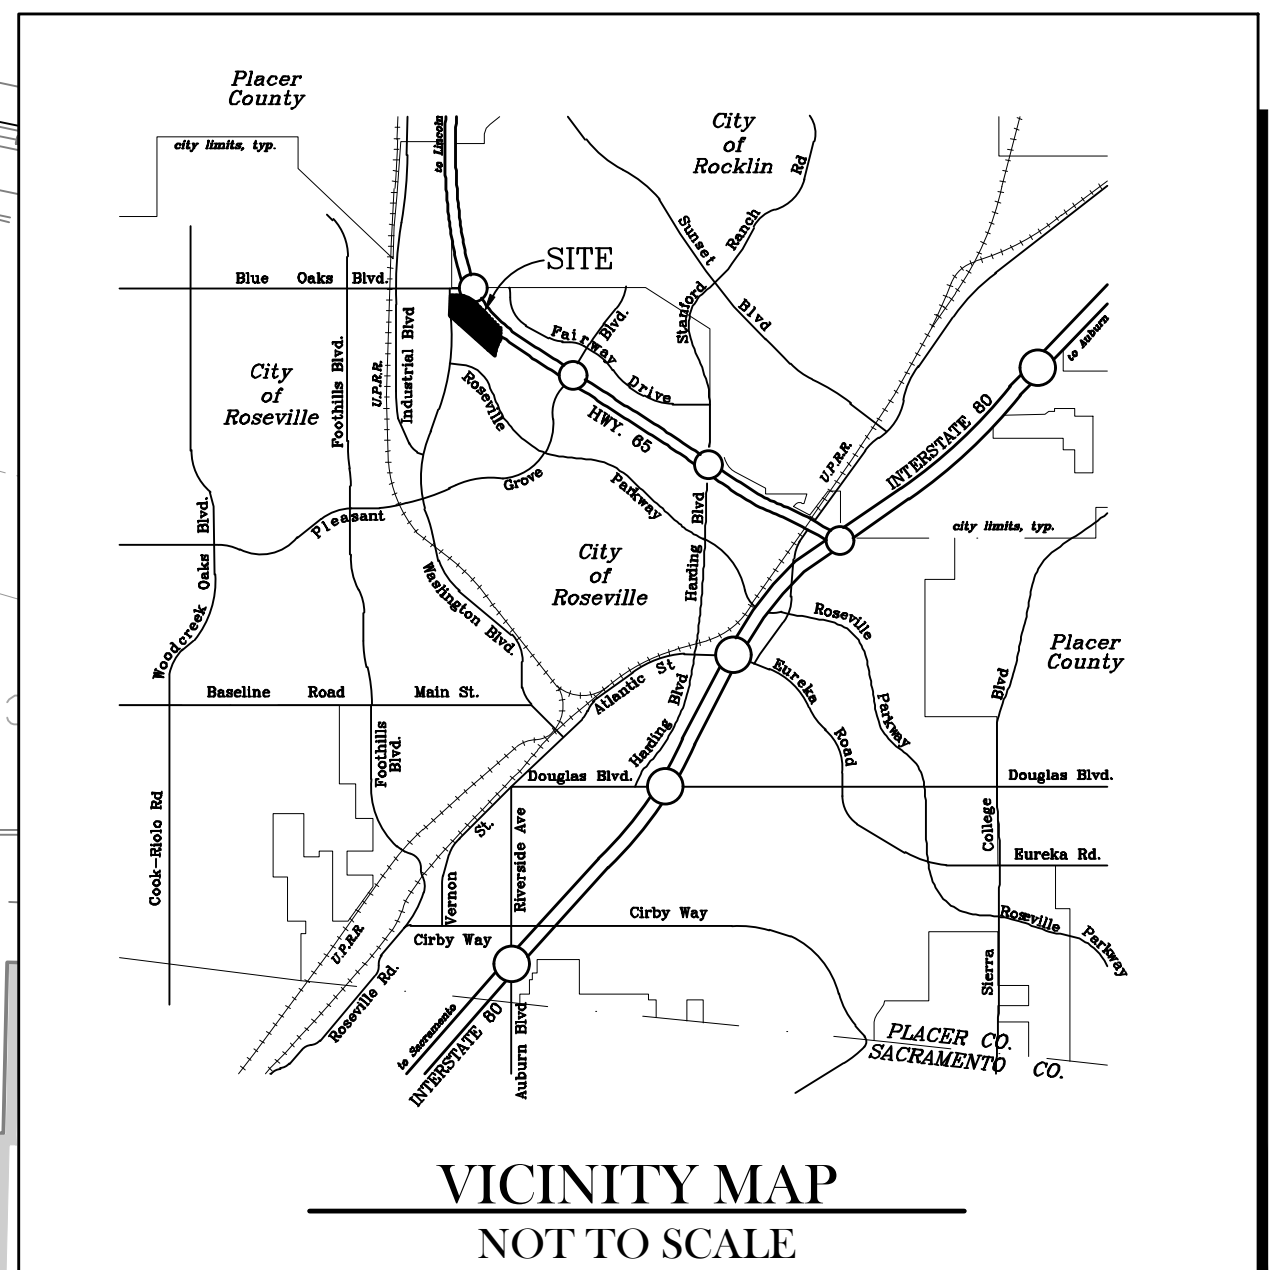 Placer
County
city limits, typ.
to Lincoln
City
of
Rocklin
Rd
Ranch
Stanford
Sunset
Blvd
SITE
Blue Oaks Blvd.
Fairway
Drive
Blvd.
U.P.R.R.
Industrial Blvd
Foothills Blvd.
City
of
Roseville
Roseville
Parkway
HWY. 65
to Auburn
INTERSTATE 80
U.P.R.R.
Pleasant
Grove
Harding Blvd
city limits, typ.
Woodcreek Oaks Blvd.
Washington Blvd.
City
of
Roseville
Roseville
Parkway
Placer
County
Atlantic St
Eureka
Road
Baseline Road
Main St.
Harding Blvd
Foothills
Blvd.
Douglas Blvd.
Douglas Blvd.
Sierra College Blvd
Cook-Riolo Rd
Vernon St.
Riverside Ave
Eureka Rd.
Cirby Way
Cirby Way
Roseville Parkway
U.P.R.R.
Roseville Rd.
to Sacramento
INTERSTATE 80
Auburn Blvd
PLACER CO.
SACRAMENTO CO.
VICINITY MAP
NOT TO SCALE